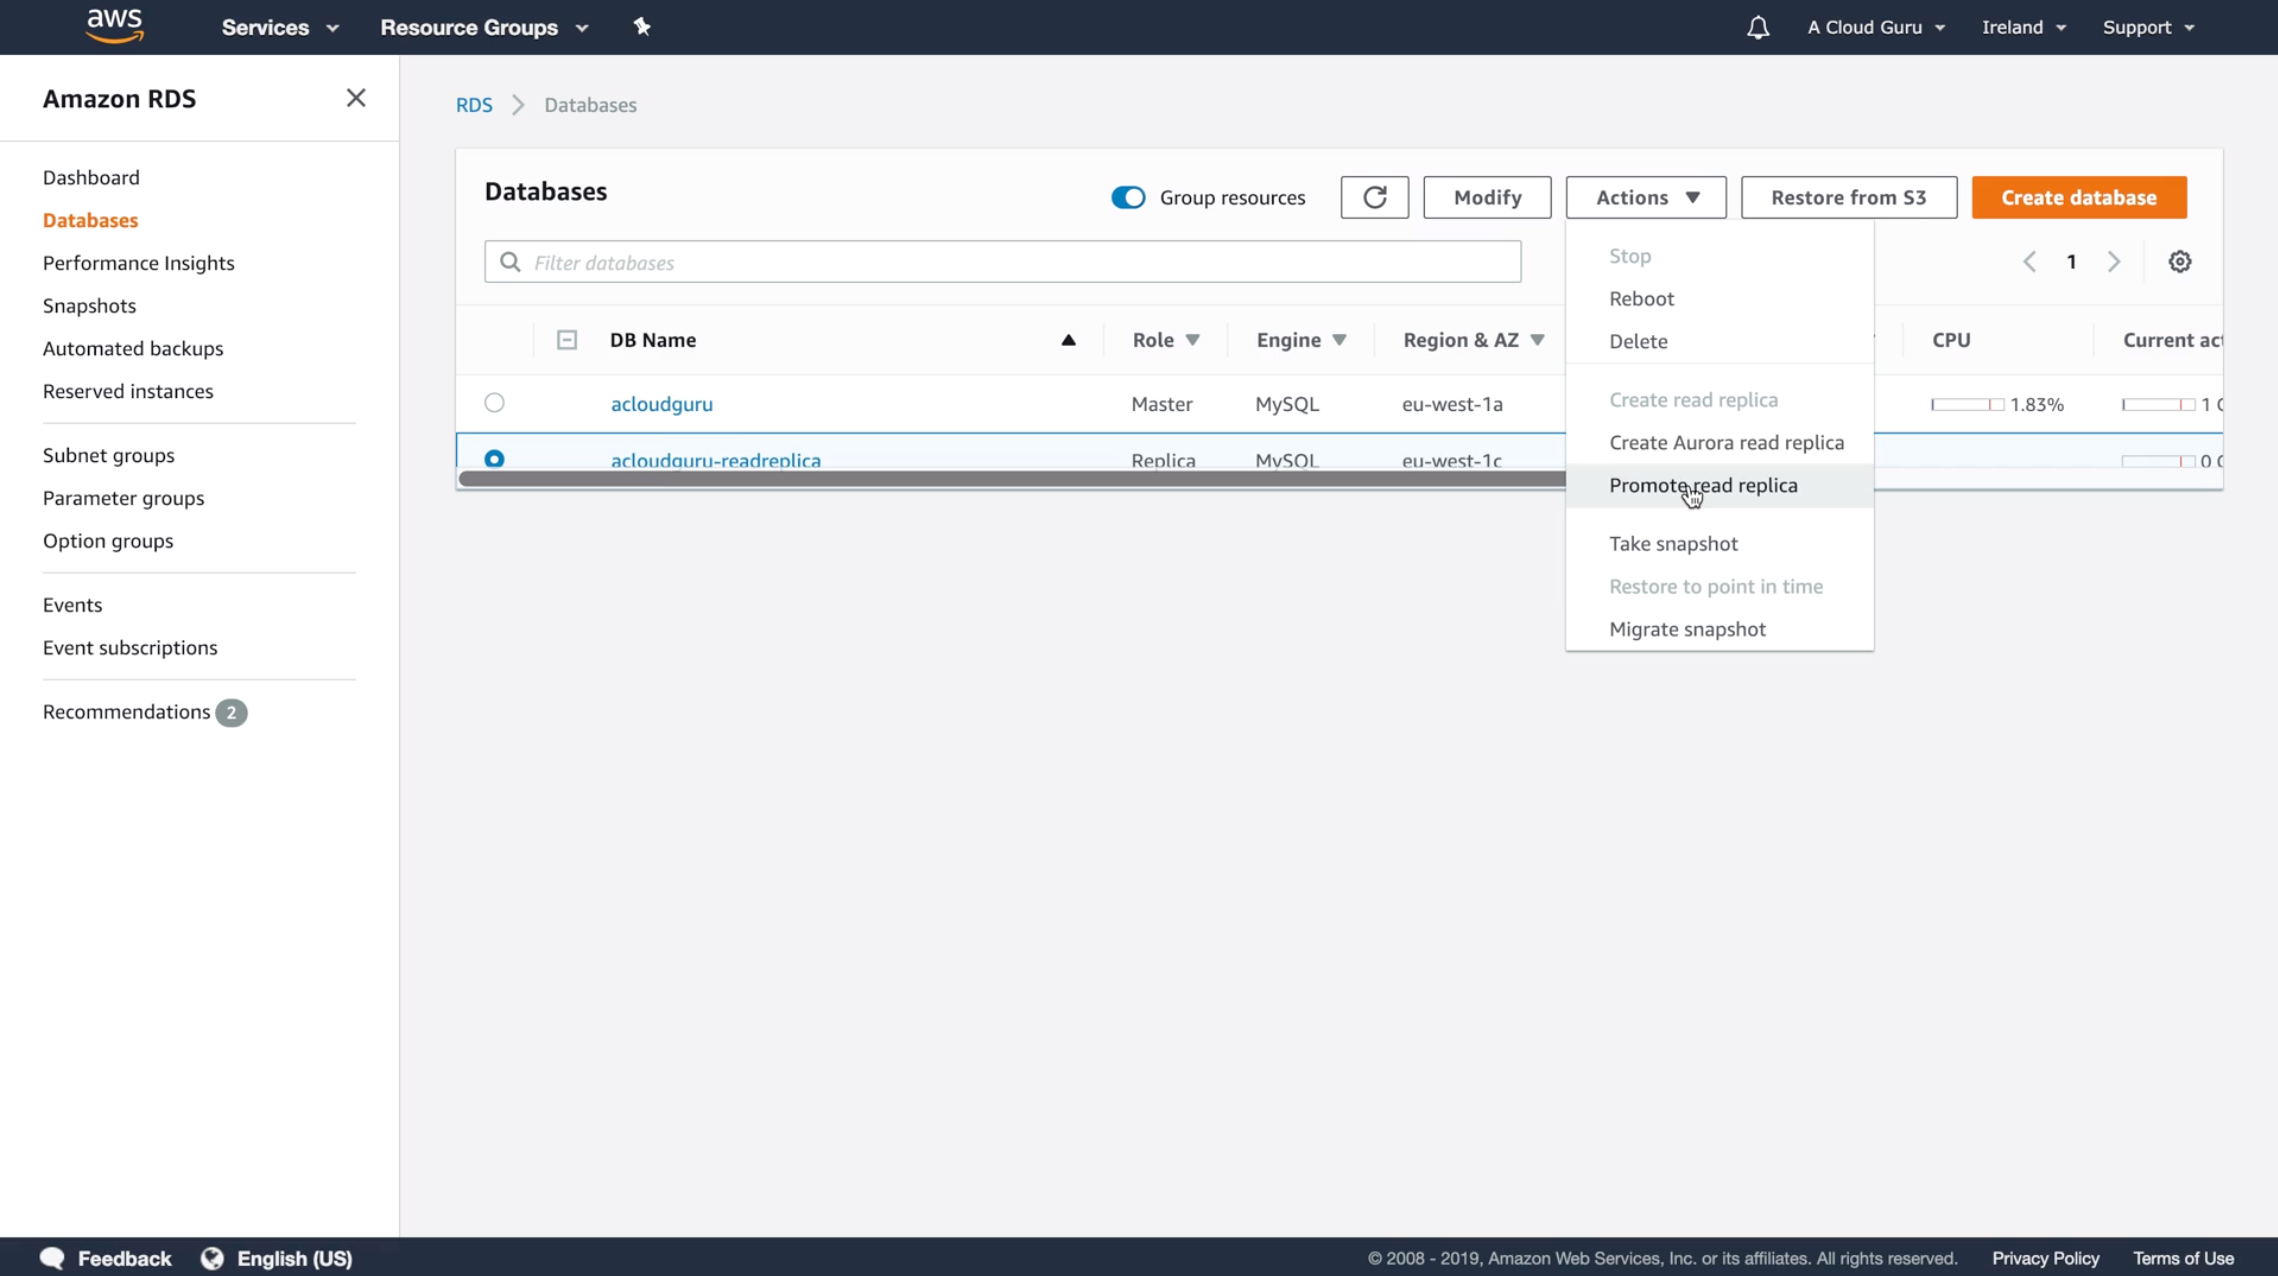 aws Services Resource Groups A Cloud Guru Ireland Support
Amazon RDS
Dashboard
Databases
Performance Insights
Snapshots
Automated backups
Reserved instances
Subnet groups
Parameter groups
Option groups
Events
Event subscriptions
Recommendations 2
RDS Databases
Databases Group resources Modify Actions Restore from S3 Create database
Filter databases 1
DB Name Role Engine Region & AZ CPU Current act
acloudguru Master MySQL eu-west-1a 1.83% 1 C
acloudguru-readreplica Replica MySQL eu-west-1c 0 C
Stop
Reboot
Delete
Create read replica
Create Aurora read replica
Promote read replica
Take snapshot
Restore to point in time
Migrate snapshot
Feedback English (US) © 2008 - 2019, Amazon Web Services, Inc. or its affiliates. All rights reserved. Privacy Policy Terms of Use